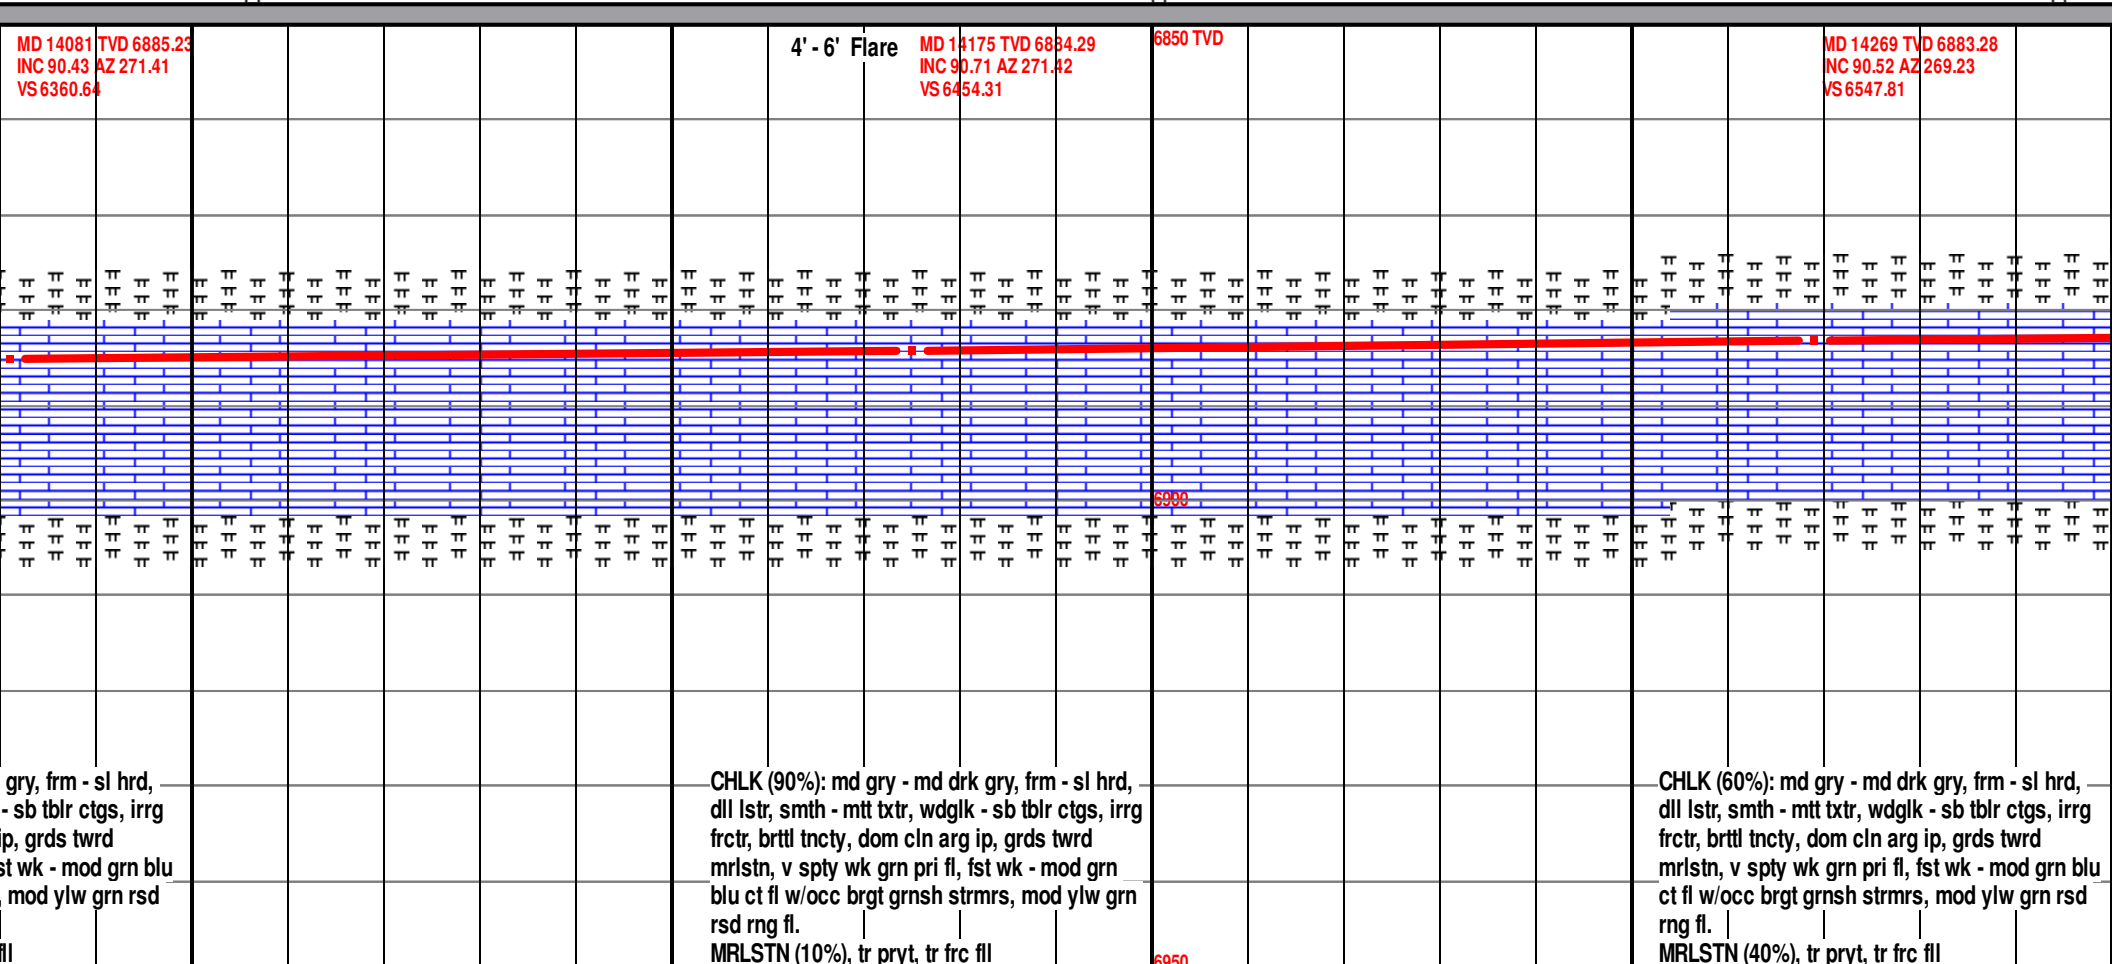 MD 14081 TVD 6885.23
INC 90.43 AZ 271.41
VS 6360.64
4' - 6' Flare
MD 14175 TVD 6884.29
INC 90.71 AZ 271.42
VS 6454.31
6850 TVD
MD 14269 TVD 6883.28
INC 90.52 AZ 269.23
VS 6547.81
6900
gry, frm - sl hrd,
- sb tblr ctgs, irrg
ip, grds twrd
st wk - mod grn blu
, mod ylw grn rsd
fll
CHLK (90%): md gry - md drk gry, frm - sl hrd,
dll lstr, smth - mtt txtr, wdglk - sb tblr ctgs, irrg
frctr, brttl tncty, dom cln arg ip, grds twrd
mrlstn, v spty wk grn pri fl, fst wk - mod grn
blu ct fl w/occ brgt grnsh strmrs, mod ylw grn
rsd rng fl.
MRLSTN (10%), tr pryt, tr frc fll
6950
CHLK (60%): md gry - md drk gry, frm - sl hrd,
dll lstr, smth - mtt txtr, wdglk - sb tblr ctgs, irrg
frctr, brttl tncty, dom cln arg ip, grds twrd
mrlstn, v spty wk grn pri fl, fst wk - mod grn blu
ct fl w/occ brgt grnsh strmrs, mod ylw grn rsd
rng fl.
MRLSTN (40%), tr pryt, tr frc fll